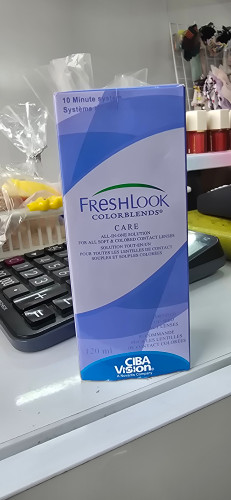 10 Minute system
Système
FRESHLOOK
COLORBLENDS®
CARE
ALL-IN-ONE SOLUTION
FOR ALL SOFT & COLORED CONTACT LENSES
SOLUTION TOUT-EN-UN
POUR TOUTES LES LENTILLES DE CONTACT
SOUPLES ET SOUPLES COLORÉES
120 ml
CIBA
VISION®
A Novartis Company